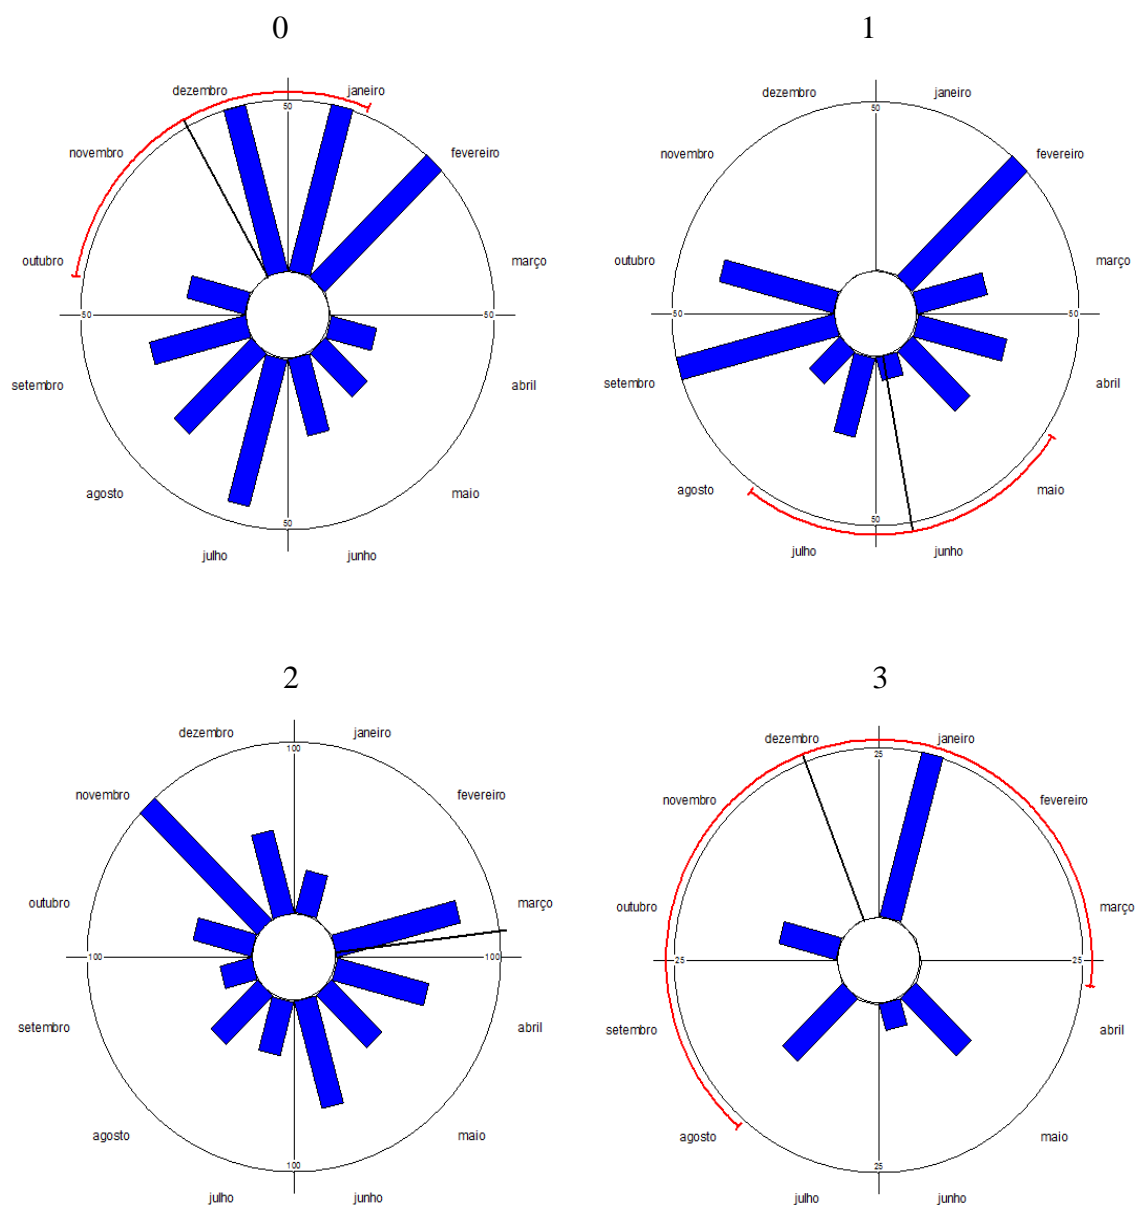 0
dezembro
janeiro
50
novembro
fevereiro
outubro
março
50
50
setembro
abril
agosto
maio
50
julho
junho
1
dezembro
janeiro
50
novembro
fevereiro
outubro
março
50
50
setembro
abril
agosto
maio
50
julho
junho
2
dezembro
janeiro
100
novembro
fevereiro
outubro
março
100
100
setembro
abril
agosto
maio
100
julho
junho
3
dezembro
janeiro
25
novembro
fevereiro
outubro
março
25
25
setembro
abril
agosto
maio
25
julho
junho